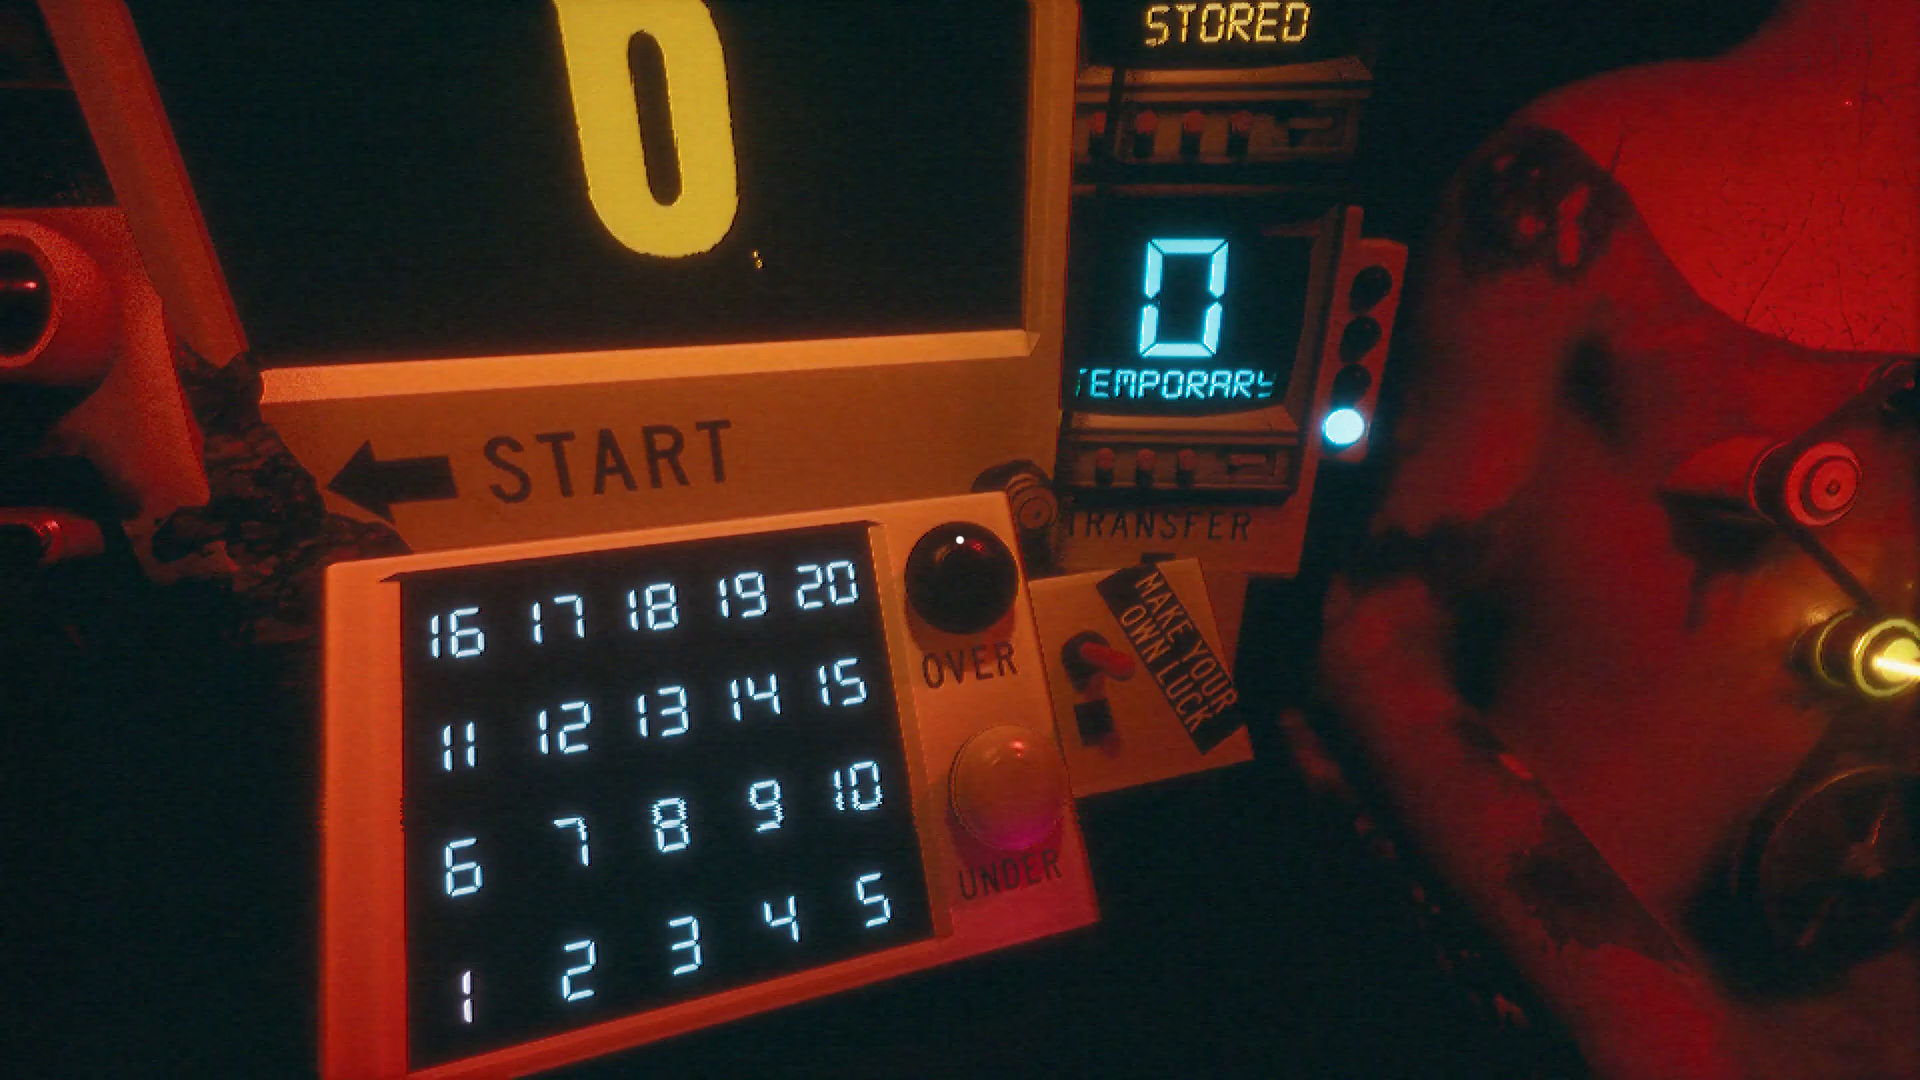 0
STORED
0
TEMPORARY
START
TRANSFER
16 17 18 19 20
11 12 13 14 15
6 7 8 9 10
1 2 3 4 5
OVER
UNDER
MAKE YOUR
OWN LUCK